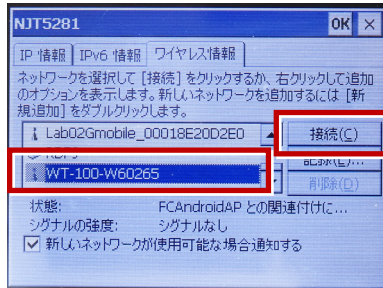 NJT5281 OK ×
IP 情報 IPv6 情報 ワイヤレス情報
ネットワークを選択して [接続] をクリックするか、右クリックして追加
のオプションを表示します。新しいネットワークを追加するには [新
規追加] をダブルクリックします。
Lab02Gmobile_00018E20D2E0
接続(C)
WT-100-W60265
削除(D)
状態: FCAndroidAP との関連付けに...
シグナルの強度: シグナルなし
新しいネットワークが使用可能な場合通知する